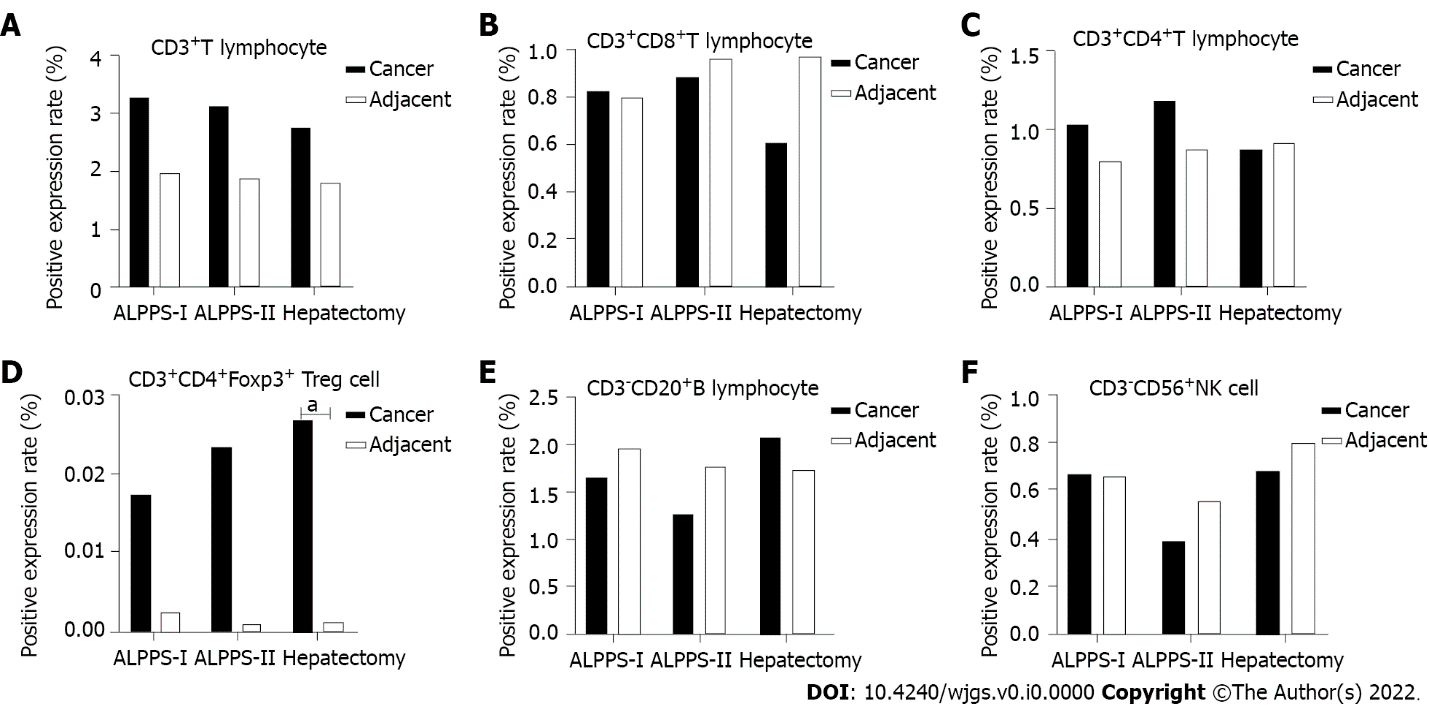 A
CD3⁺T lymphocyte
Positive expression rate (%)
4
3
2
1
0
Cancer
Adjacent
ALPPS-I ALPPS-II Hepatectomy
B
CD3⁺CD8⁺T lymphocyte
Positive expression rate (%)
1.0
0.8
0.6
0.4
0.2
0.0
Cancer
Adjacent
ALPPS-I ALPPS-II Hepatectomy
C
CD3⁺CD4⁺T lymphocyte
Positive expression rate (%)
1.5
1.0
0.5
0.0
Cancer
Adjacent
ALPPS-I ALPPS-II Hepatectomy
D
CD3⁺CD4⁺Foxp3⁺ Treg cell
Positive expression rate (%)
0.03
0.02
0.01
0.00
a
Cancer
Adjacent
ALPPS-I ALPPS-II Hepatectomy
E
CD3⁻CD20⁺B lymphocyte
Positive expression rate (%)
2.5
2.0
1.5
1.0
0.5
0.0
Cancer
Adjacent
ALPPS-I ALPPS-II Hepatectomy
F
CD3⁻CD56⁺NK cell
Positive expression rate (%)
1.0
0.8
0.6
0.4
0.2
0.0
Cancer
Adjacent
ALPPS-I ALPPS-II Hepatectomy
DOI: 10.4240/wjgs.v0.i0.0000 Copyright ©The Author(s) 2022.